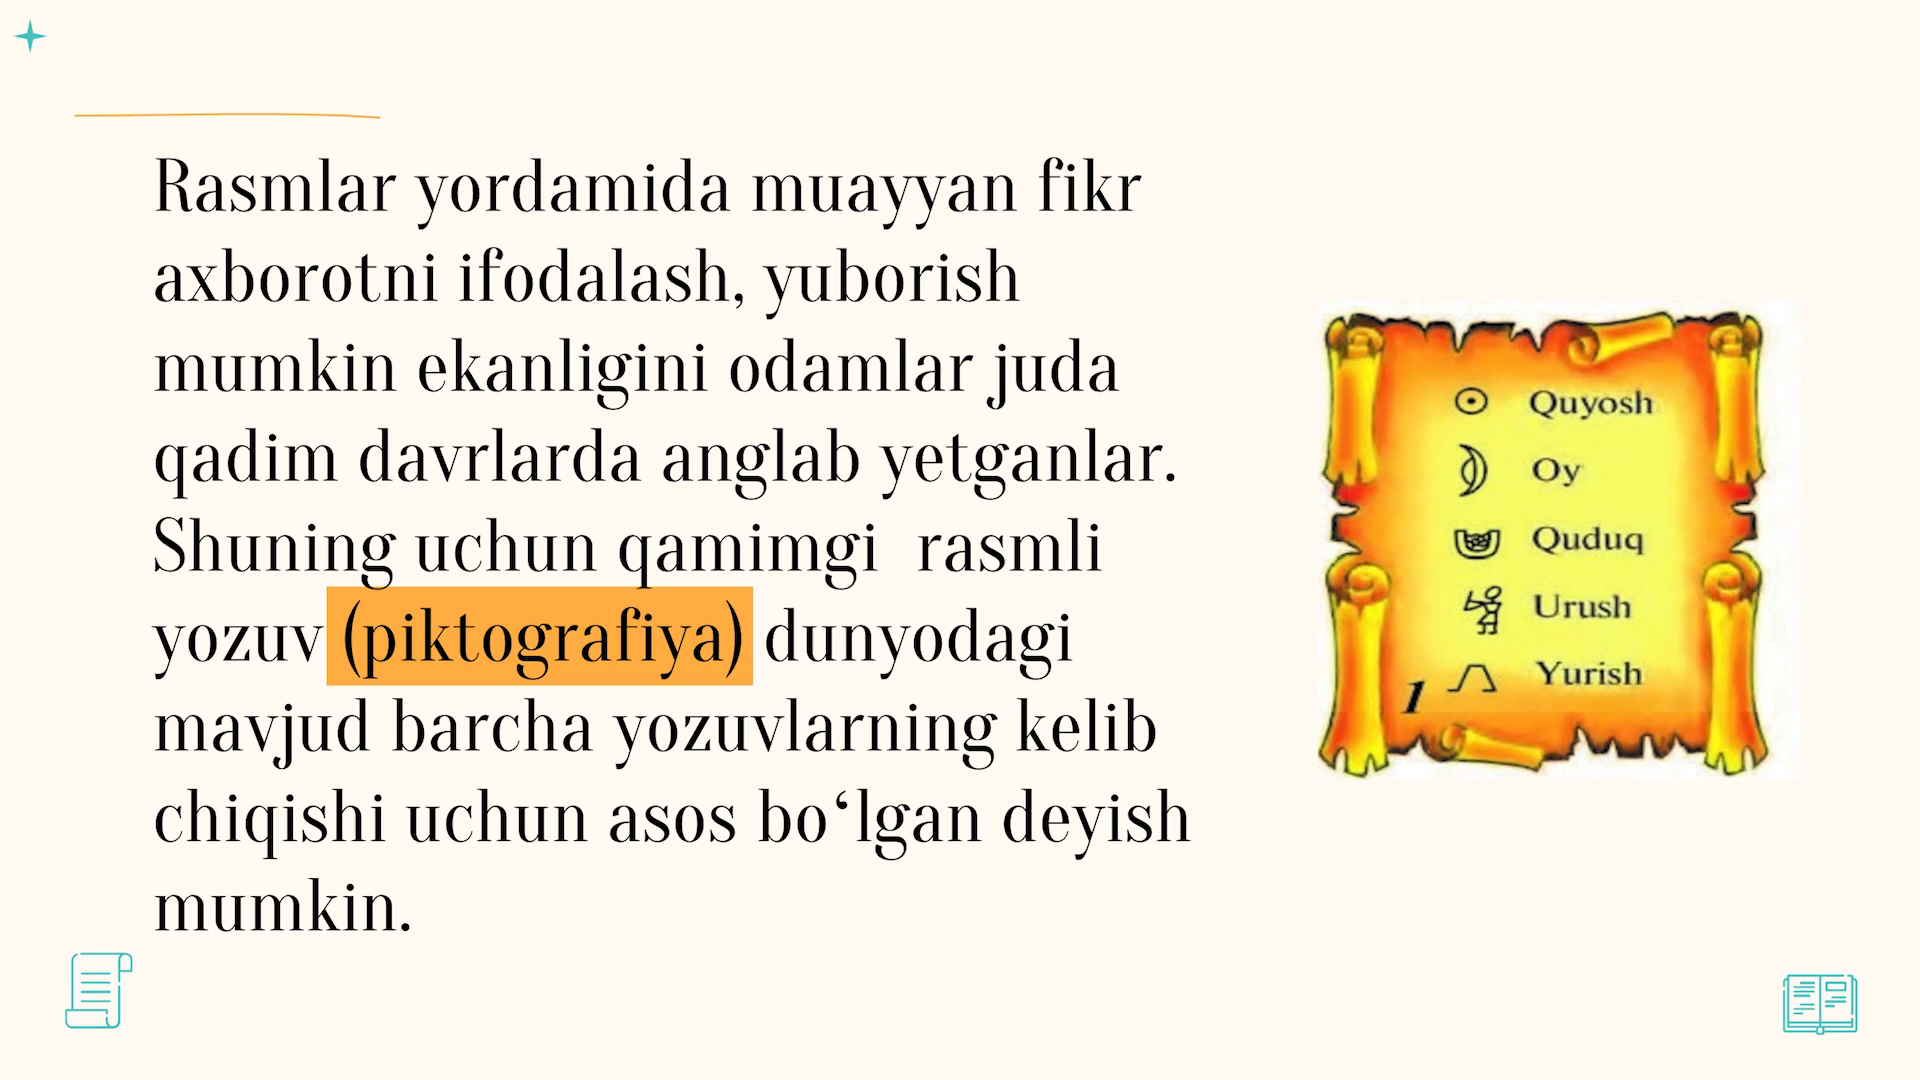 Rasmlar yordamida muayyan fikr
axborotni ifodalash, yuborish
mumkin ekanligini odamlar juda
qadim davrlarda anglab yetganlar.
Shuning uchun qamimgi  rasmli
yozuv (piktografiya) dunyodagi
mavjud barcha yozuvlarning kelib
chiqishi uchun asos bo‘lgan deyish
mumkin.
Quyosh
Oy
Quduq
Urush
Yurish
1